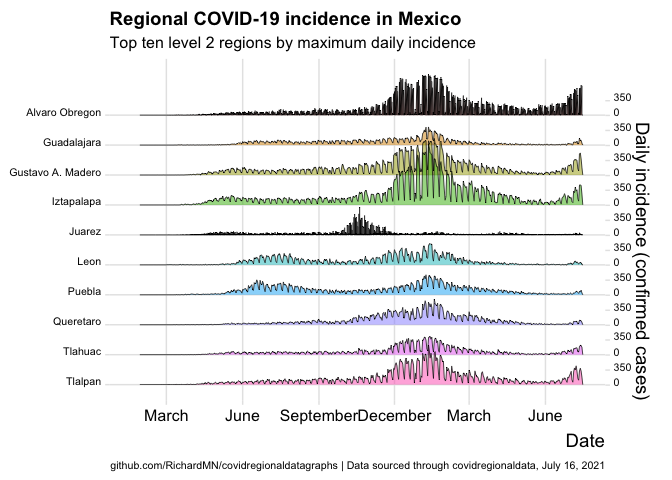 Regional COVID-19 incidence in Mexico
Top ten level 2 regions by maximum daily incidence
Alvaro Obregon
350
0
Guadalajara
350
0
Gustavo A. Madero
350
0
Iztapalapa
350
0
Juarez
350
0
Leon
350
0
Puebla
350
0
Queretaro
350
0
Tlahuac
350
0
Tlalpan
350
0
Daily incidence (confirmed cases)
March June September December March June
Date
github.com/RichardMN/covidregionaldatagraphs | Data sourced through covidregionaldata, July 16, 2021